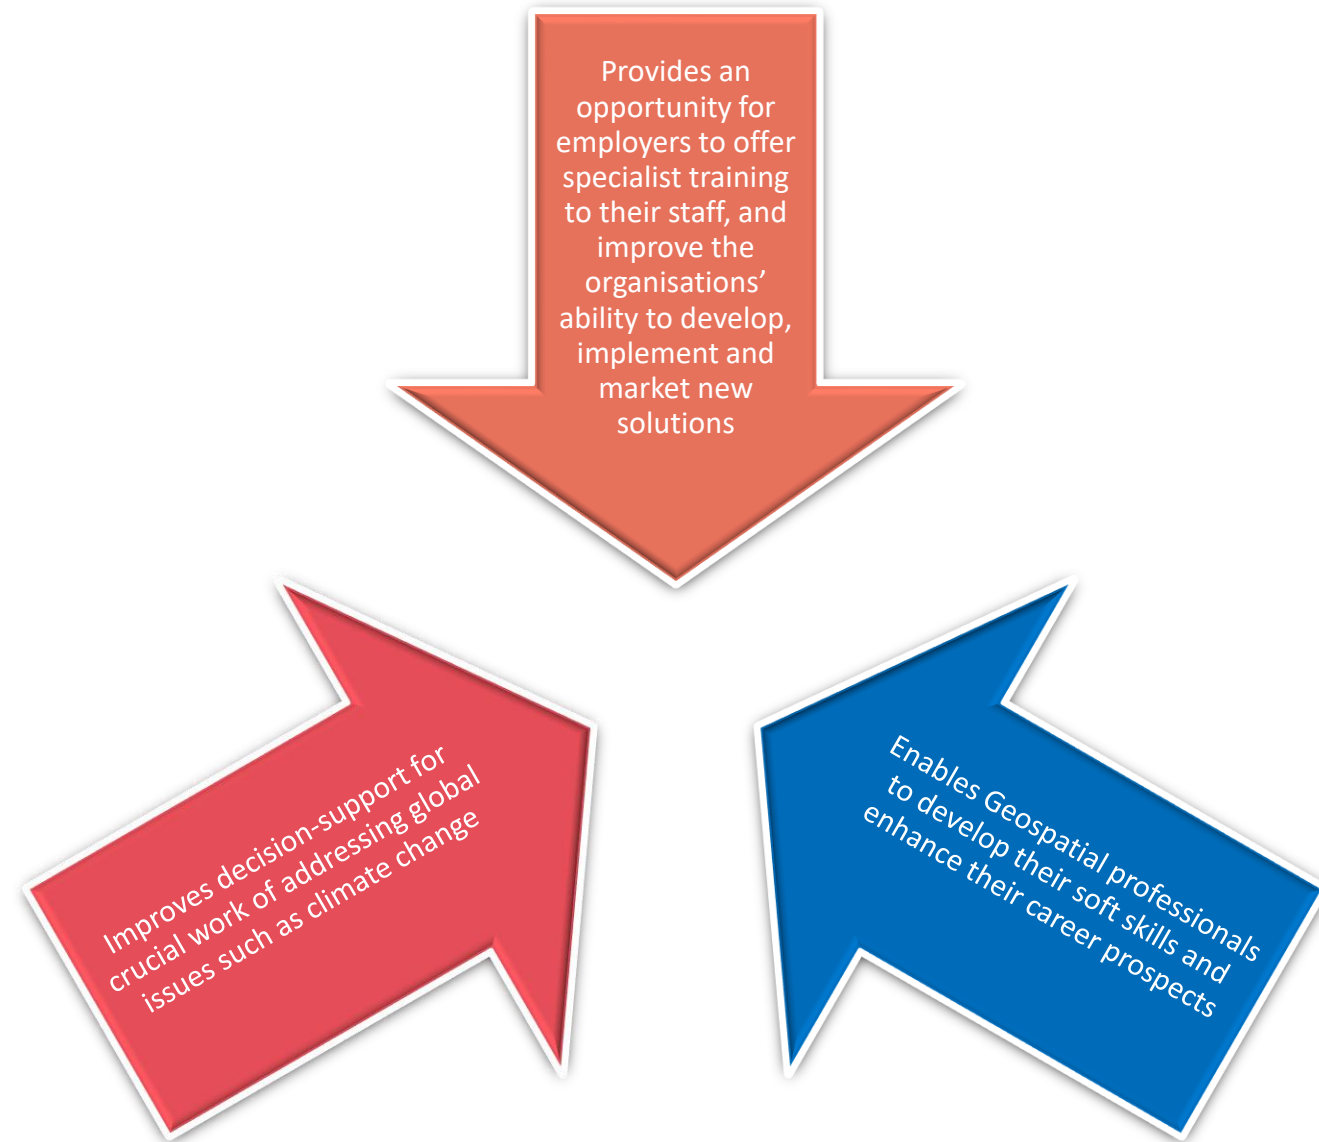 Provides an
opportunity for
employers to offer
specialist training
to their staff, and
improve the
organisations’
ability to develop,
implement and
market new
solutions
Improves decision-support for
crucial work of addressing global
issues such as climate change
Enables Geospatial professionals
to develop their soft skills and
enhance their career prospects